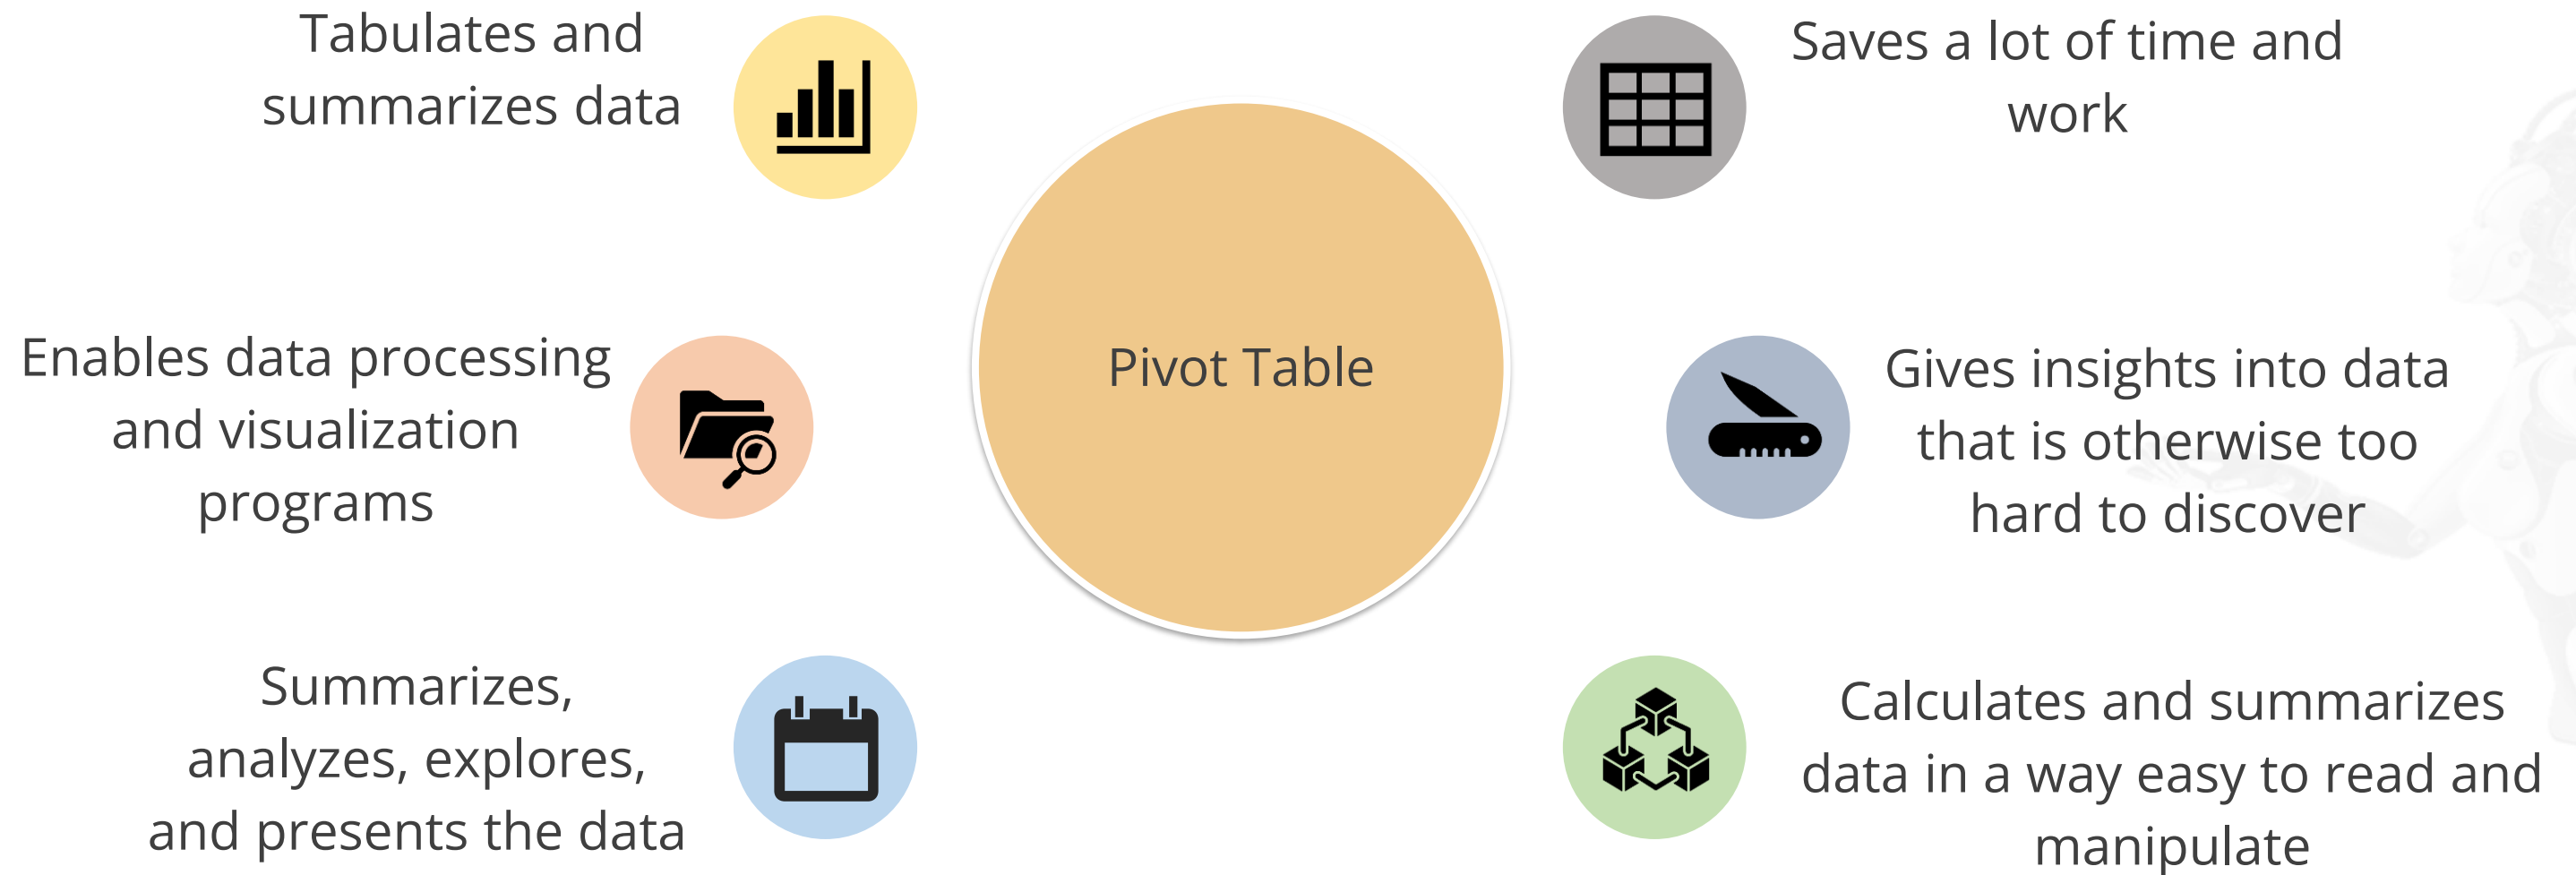 Tabulates and
summarizes data
Saves a lot of time and
work
Enables data processing
and visualization
programs
Pivot Table
Gives insights into data
that is otherwise too
hard to discover
Summarizes,
analyzes, explores,
and presents the data
Calculates and summarizes
data in a way easy to read and
manipulate